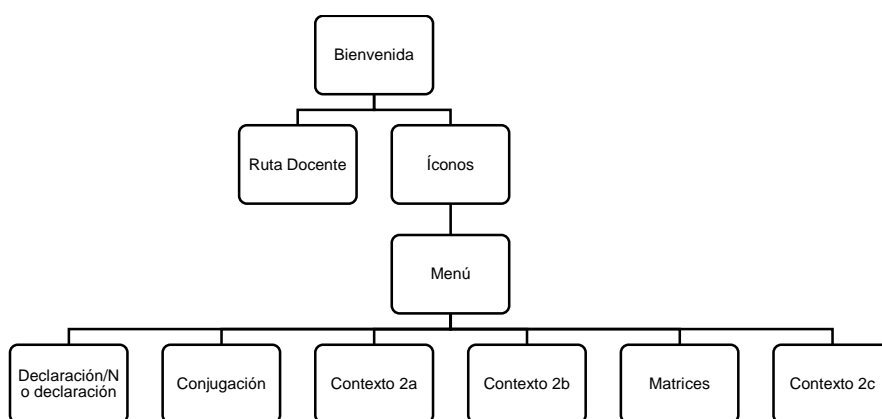 Bienvenida
Ruta Docente
Íconos
Menú
Declaración/N
o declaración
Conjugación
Contexto 2a
Contexto 2b
Matrices
Contexto 2c